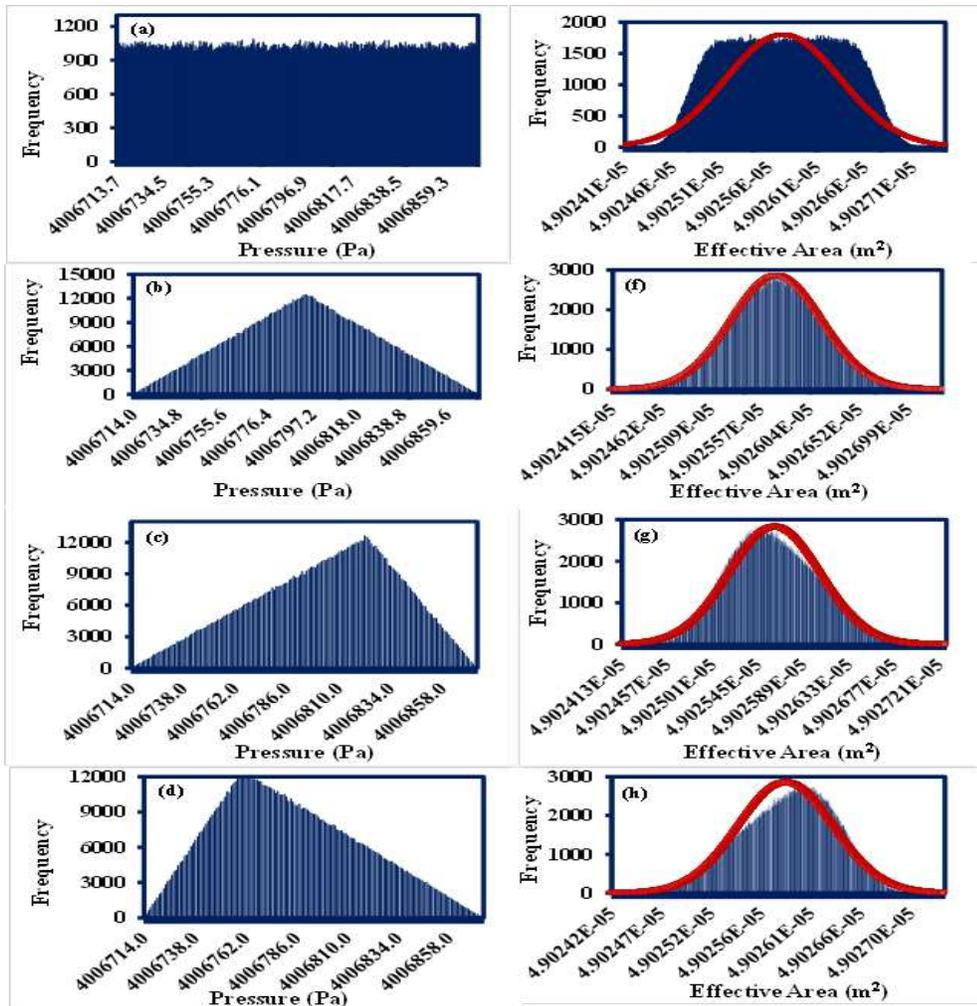 (a)
Frequency
1200
900
600
300
0
4006713.7 4006734.5 4006755.3 4006776.1 4006796.9 4006817.7 4006838.5 4006859.3
Pressure (Pa)
Frequency
2000
1500
1000
500
0
4.90241E-05 4.90246E-05 4.90251E-05 4.90256E-05 4.90261E-05 4.90266E-05 4.90271E-05
Effective Area (m²)
(b)
Frequency
15000
12000
9000
6000
3000
0
4006714.0 4006734.8 4006755.6 4006776.4 4006797.2 4006818.0 4006838.8 4006859.6
Pressure (Pa)
(f)
Frequency
3000
2000
1000
0
4.902415E-05 4.902462E-05 4.902509E-05 4.902557E-05 4.902604E-05 4.902652E-05 4.902699E-05
Effective Area (m²)
(c)
Frequency
12000
9000
6000
3000
0
4006714.0 4006738.0 4006762.0 4006786.0 4006810.0 4006834.0 4006858.0
Pressure (Pa)
(g)
Frequency
3000
2000
1000
0
4.902413E-05 4.902457E-05 4.902501E-05 4.902545E-05 4.902589E-05 4.902633E-05 4.902677E-05 4.902721E-05
Effective Area (m²)
(d)
Frequency
12000
9000
6000
3000
0
4006714.0 4006738.0 4006762.0 4006786.0 4006810.0 4006834.0 4006858.0
Pressure (Pa)
(h)
Frequency
3000
2000
1000
0
4.90242E-05 4.90247E-05 4.90252E-05 4.90256E-05 4.90261E-05 4.90266E-05 4.90270E-05
Effective Area (m²)